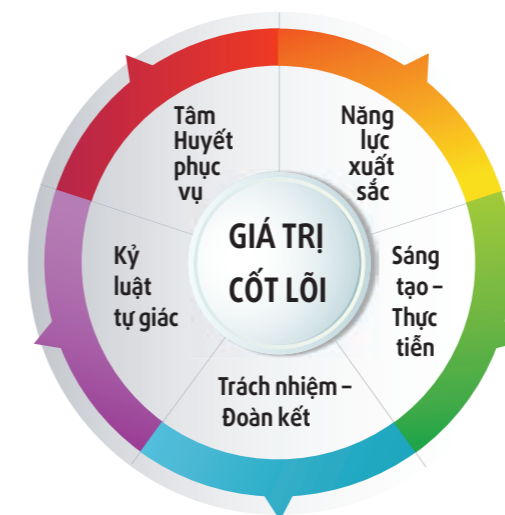 Tâm
Huyết
phục
vụ
Năng
lực
xuất
sắc
GIÁ TRỊ
CỐT LÕI
Kỷ
luật
tự giác
Sáng
tạo –
Thực
tiễn
Trách nhiệm –
Đoàn kết